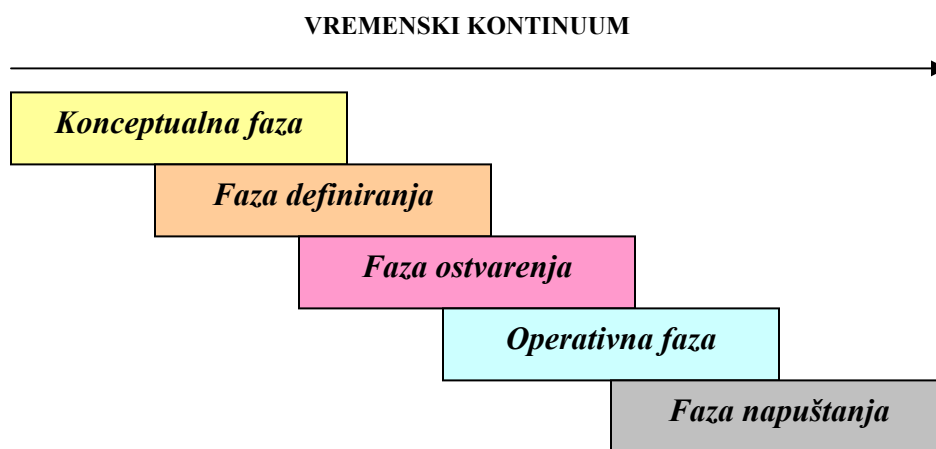 VREMENSKI KONTINUUM
Konceptualna faza
Faza definiranja
Faza ostvarenja
Operativna faza
Faza napuštanja